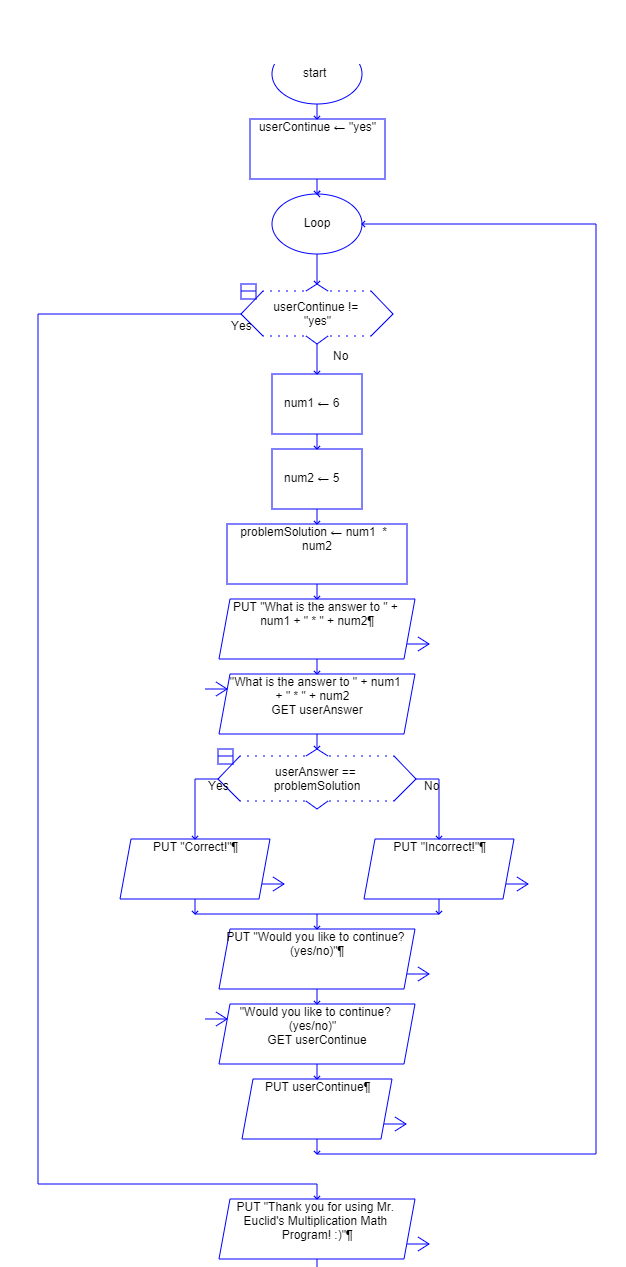 start
userContinue ← "yes"
Loop
userContinue !=
"yes"
Yes
No
num1 ← 6
num2 ← 5
problemSolution ← num1  *
num2
PUT "What is the answer to " +
num1 + " * " + num2¶
"What is the answer to " + num1
+ " * " + num2
GET userAnswer
userAnswer ==
problemSolution
Yes
No
PUT "Correct!"¶
PUT "Incorrect!"¶
PUT "Would you like to continue?
(yes/no)"¶
"Would you like to continue?
(yes/no)"
GET userContinue
PUT userContinue¶
PUT "Thank you for using Mr.
Euclid's Multiplication Math
Program! :)"¶